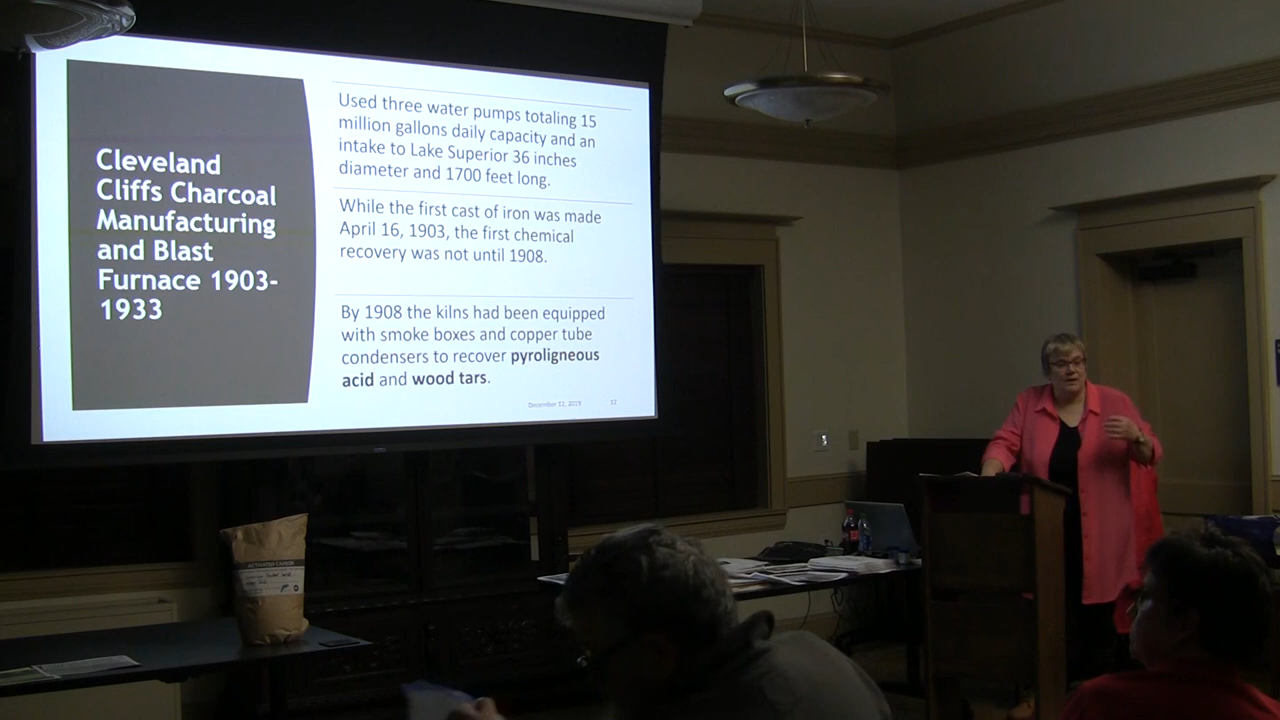 Cleveland
Cliffs Charcoal
Manufacturing
and Blast
Furnace 1903-
1933
Used three water pumps totaling 15
million gallons daily capacity and an
intake to Lake Superior 36 inches
diameter and 1700 feet long.
While the first cast of iron was made
April 16, 1903, the first chemical
recovery was not until 1908.
By 1908 the kilns had been equipped
with smoke boxes and copper tube
condensers to recover pyroligneous
acid and wood tars.
December 12, 2019
12
ACTIVATED CARBON